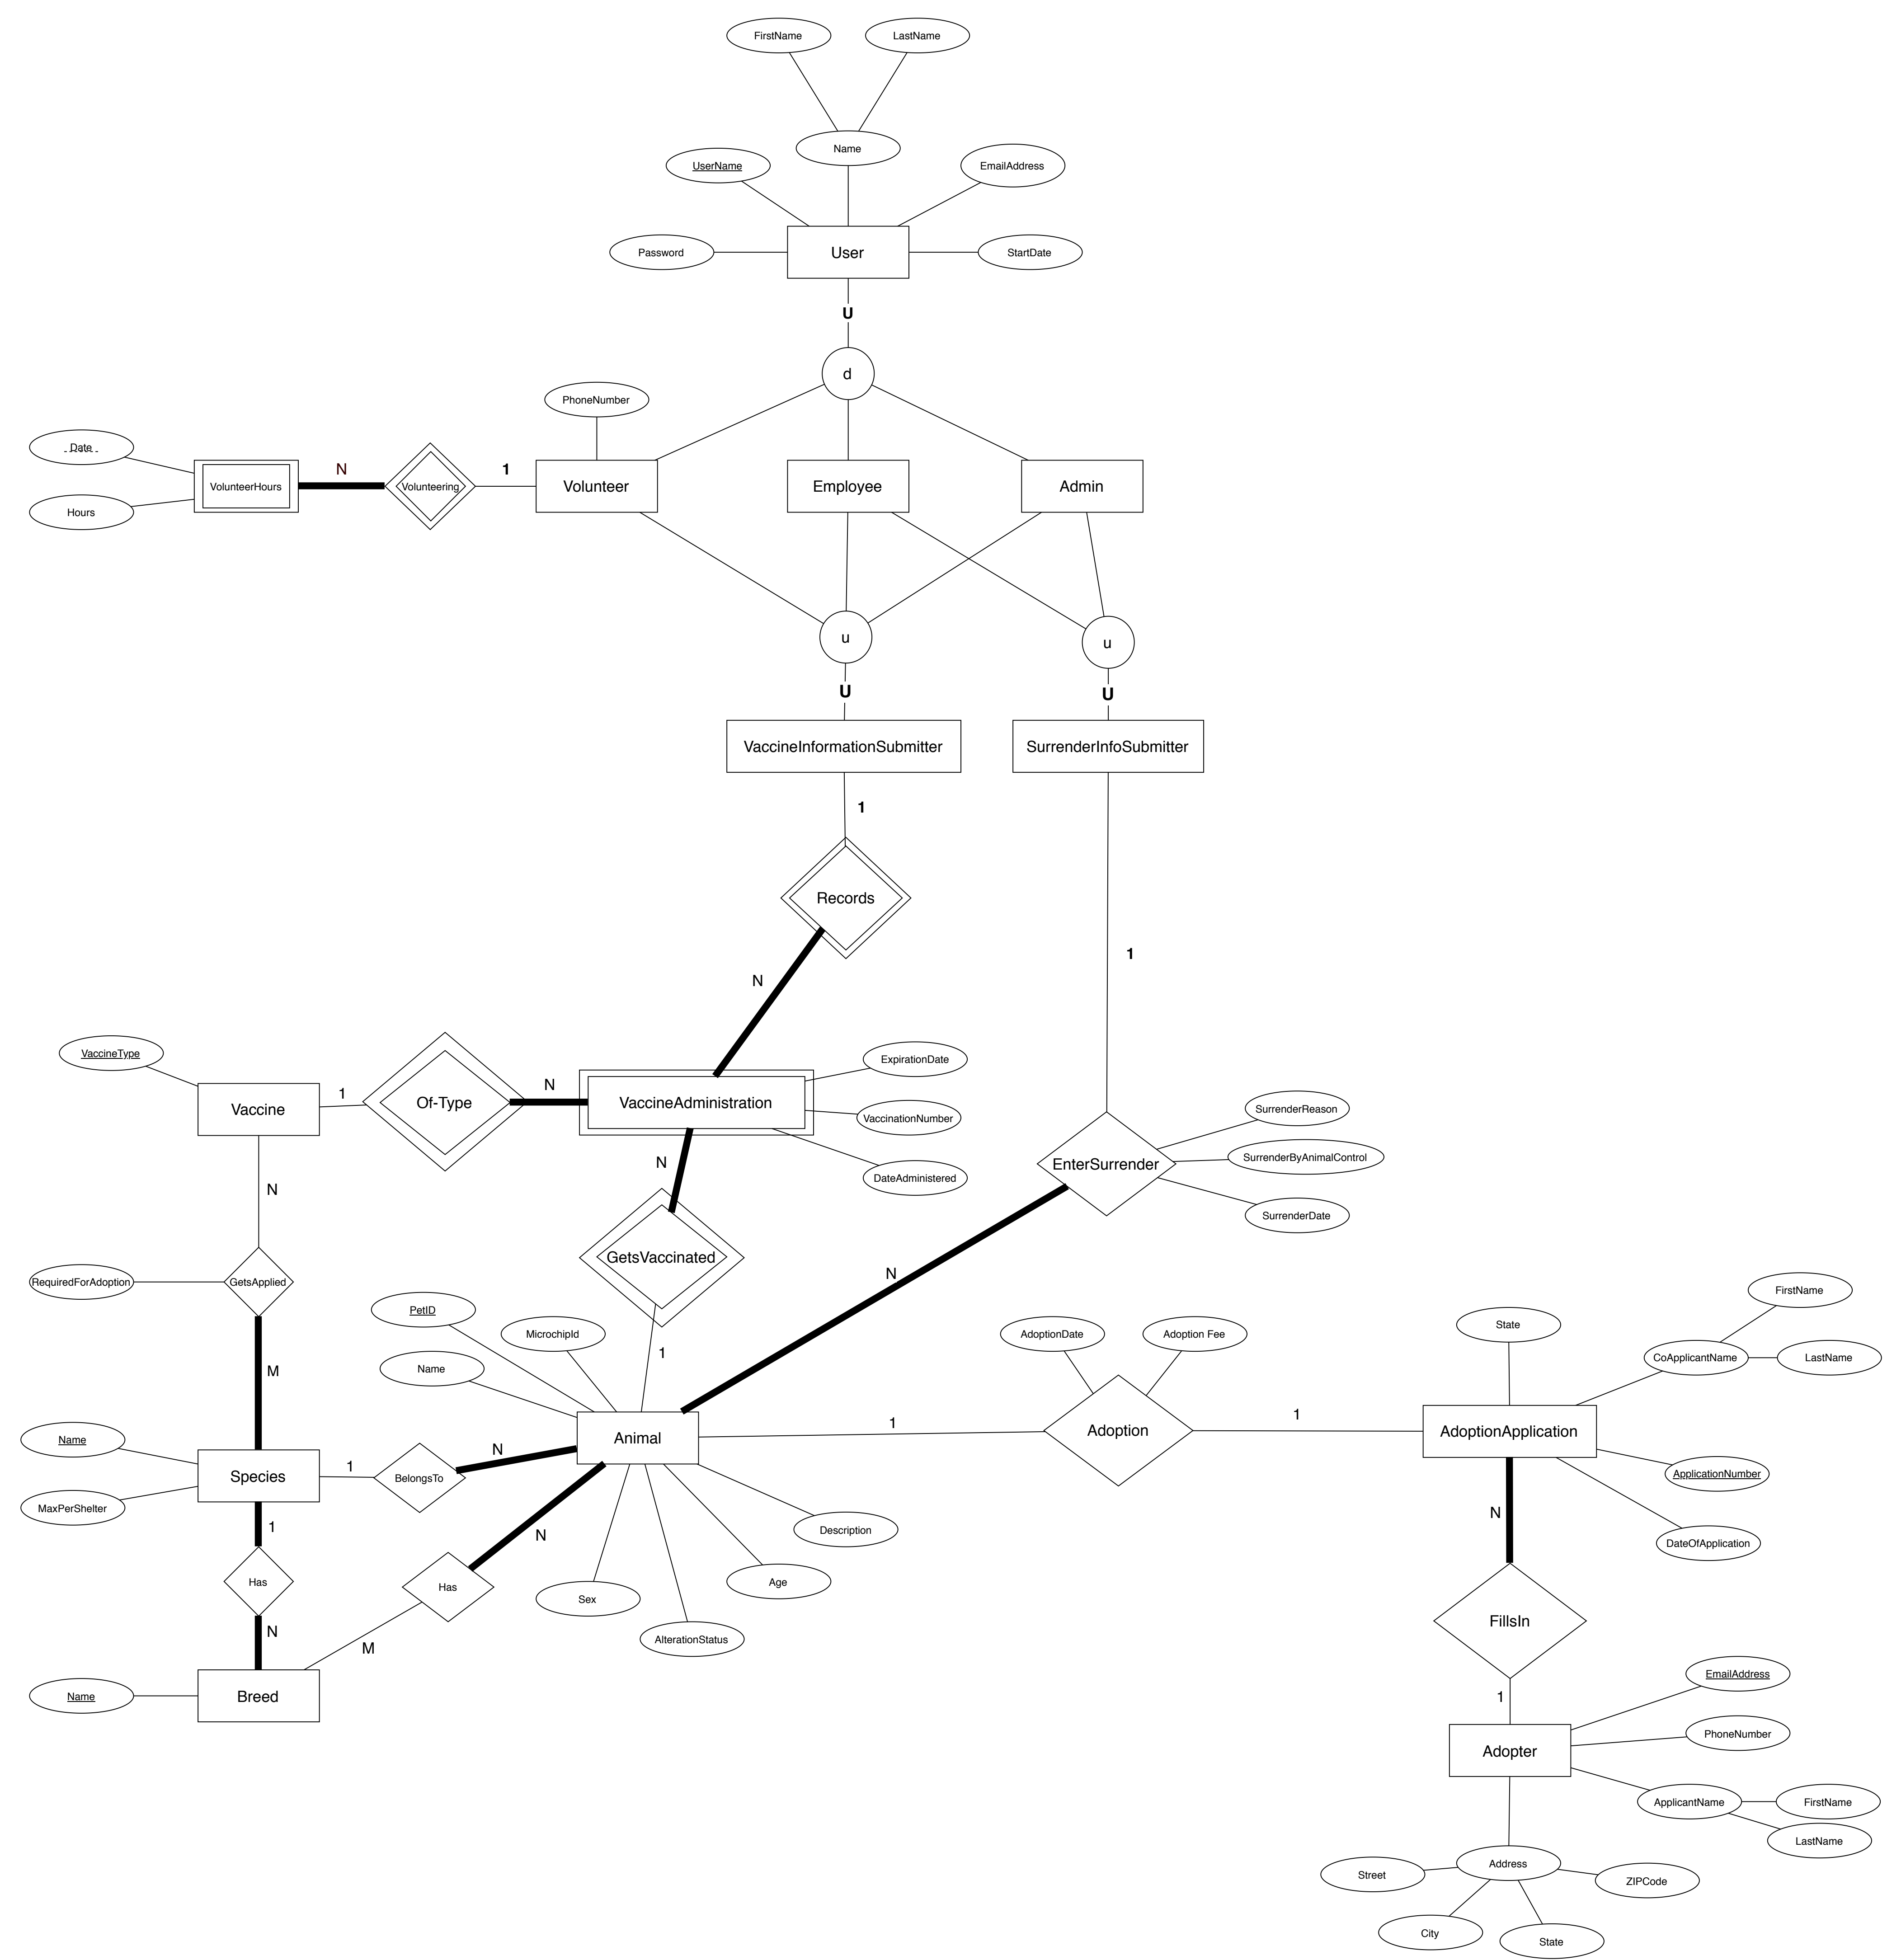 FirstName
LastName
Name
UserName
EmailAddress
Password
User
StartDate
U
d
PhoneNumber
Date
Hours
VolunteerHours
N
Volunteering
1
Volunteer
Employee
Admin
u
u
U
U
VaccineInformationSubmitter
SurrenderInfoSubmitter
1
Records
1
N
VaccineType
Vaccine
1
Of-Type
N
VaccineAdministration
ExpirationDate
VaccinationNumber
DateAdministered
SurrenderReason
SurrenderByAnimalControl
SurrenderDate
EnterSurrender
N
N
GetsVaccinated
N
RequiredForAdoption
GetsApplied
PetID
MicrochipId
Name
1
M
AdoptionDate
Adoption Fee
State
FirstName
CoApplicantName
LastName
Name
MaxPerShelter
Species
1
BelongsTo
N
Animal
1
Adoption
1
AdoptionApplication
ApplicationNumber
DateOfApplication
1
Has
N
N
Has
M
Sex
AlterationStatus
Age
Description
N
FillsIn
1
Name
Breed
EmailAddress
PhoneNumber
Adopter
ApplicantName
FirstName
LastName
Address
Street
City
State
ZIPCode